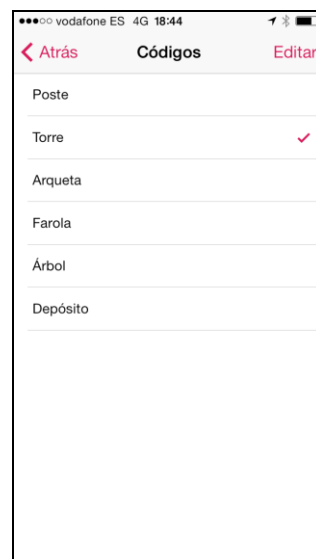 vodafone ES 4G 18:44
Atrás Códigos Editar
Poste
Torre
Arqueta
Farola
Árbol
Depósito